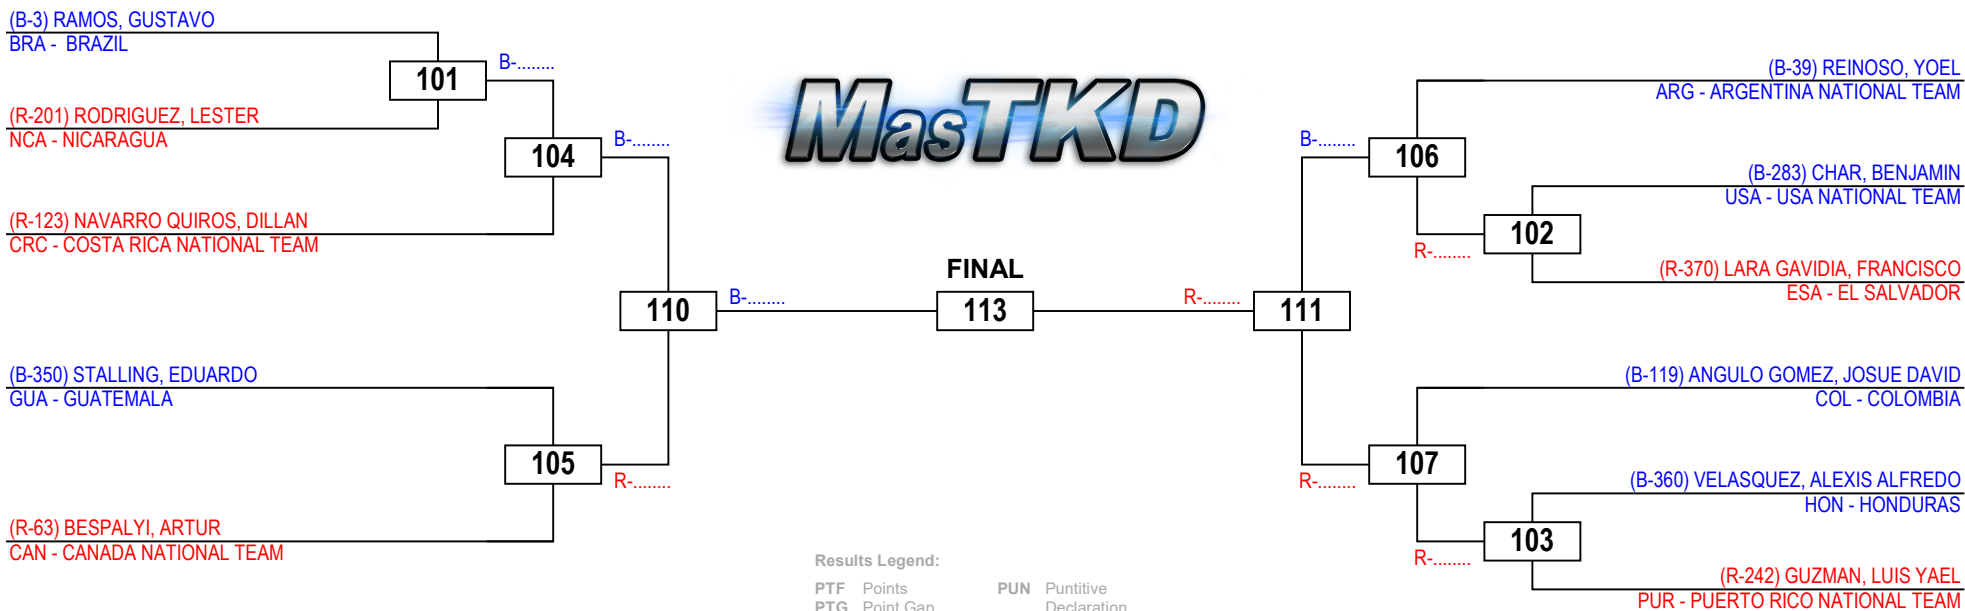 (B-3) RAMOS, GUSTAVO
BRA - BRAZIL
101
B-........
(R-201) RODRIGUEZ, LESTER
NCA - NICARAGUA
104
B-........
(R-123) NAVARRO QUIROS, DILLAN
CRC - COSTA RICA NATIONAL TEAM
110
B-........
(B-350) STALLING, EDUARDO
GUA - GUATEMALA
105
R-........
(R-63) BESPALYI, ARTUR
CAN - CANADA NATIONAL TEAM
MasTKD
FINAL
113
(B-39) REINOSO, YOEL
ARG - ARGENTINA NATIONAL TEAM
B-........
106
(B-283) CHAR, BENJAMIN
USA - USA NATIONAL TEAM
102
R-........
(R-370) LARA GAVIDIA, FRANCISCO
ESA - EL SALVADOR
R-........
111
(B-119) ANGULO GOMEZ, JOSUE DAVID
COL - COLOMBIA
107
R-........
(B-360) VELASQUEZ, ALEXIS ALFREDO
HON - HONDURAS
103
R-........
(R-242) GUZMAN, LUIS YAEL
PUR - PUERTO RICO NATIONAL TEAM
Results Legend:
PTF Points PUN Puntitive
PTG Point Gap Declaration